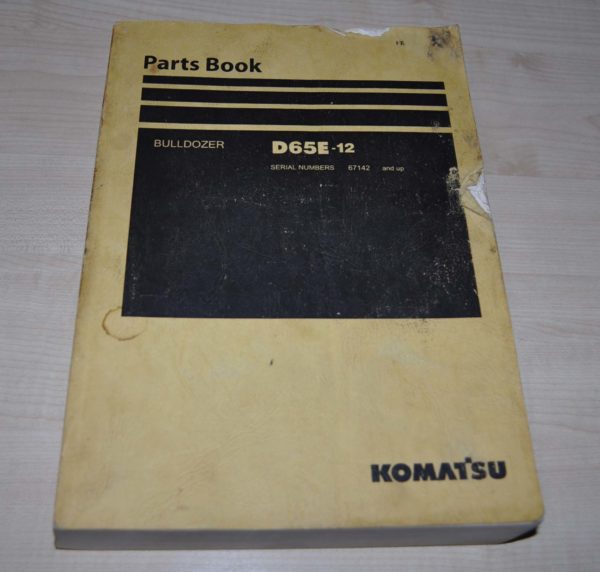 Parts Book
BULLDOZER D65E-12
SERIAL NUMBERS 67142 and up
KOMATSU